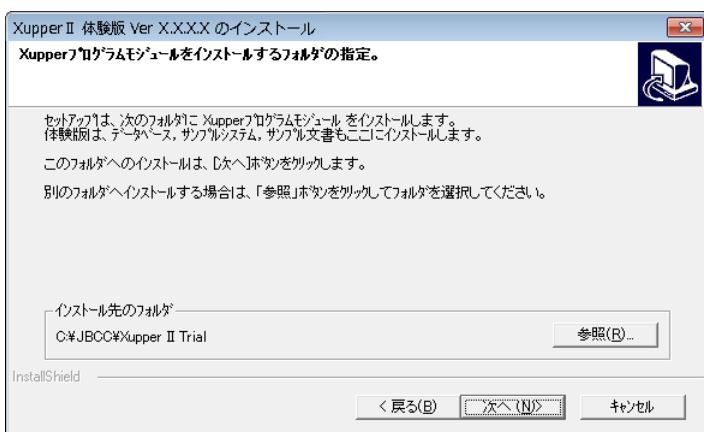 XupperⅡ 体験版 Ver X.X.X.X のインストール
Xupperﾌﾟﾛｸﾞﾗﾑﾓｼﾞｭｰﾙをｲﾝｽﾄｰﾙするﾌｫﾙﾀﾞの指定。
ｾｯﾄｱｯﾌﾟは、次のﾌｫﾙﾀﾞに Xupperﾌﾟﾛｸﾞﾗﾑﾓｼﾞｭｰﾙ をｲﾝｽﾄｰﾙします。
体験版は、ﾃﾞｰﾀﾍﾞｰｽ, ｻﾝﾌﾟﾙｼｽﾃﾑ, ｻﾝﾌﾟﾙ文書もここにｲﾝｽﾄｰﾙします。
このﾌｫﾙﾀﾞへのｲﾝｽﾄｰﾙは、[次へ]ﾎﾞﾀﾝをｸﾘｯｸします。
別のﾌｫﾙﾀﾞへｲﾝｽﾄｰﾙする場合は、「参照」ﾎﾞﾀﾝをｸﾘｯｸしてﾌｫﾙﾀﾞを選択してください。
ｲﾝｽﾄｰﾙ先のﾌｫﾙﾀﾞ
C:¥JBCC¥Xupper Ⅱ Trial
参照(R)...
InstallShield
< 戻る(B)
次へ(N)>
ｷｬﾝｾﾙ